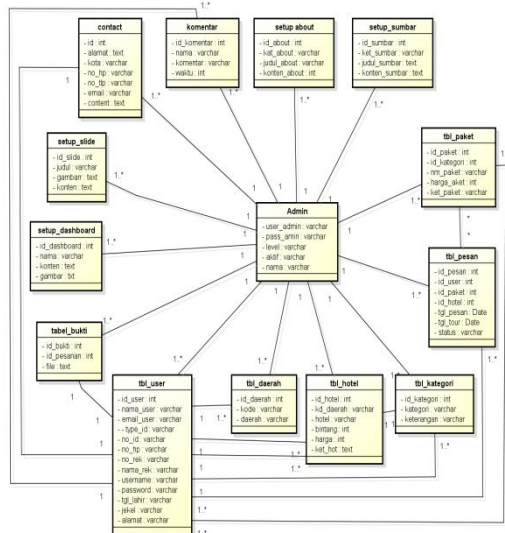 contact
- id : int
- alamat : text
- kota : varchar
- no_hp : varchar
- no_tlp : varchar
- email : varchar
- content : text
komentar
- id_komentar : int
- nama : varchar
- komentar : varchar
- waktu : int
setup about
- id_about : int
- kat_about : varchar
- judul_about : varchar
- konten_about : varchar
setup_sumbar
- id_sumbar : int
- ket_sumbar : varchar
- judul_sumbar : text
- konten_sumbar : text
setup_slide
- id_slide : int
- judul : varchar
- gambarr : text
- konten : text
tbl_paket
- id_paket : int
- id_kategori : int
- nm_paket : varchar
- harga_aket : int
- ket_paket : varchar
Admin
- user_admin : varchar
- pass_amin : varchar
- level : varchar
- aktif : varchar
- nama : varchar
setup_dashboard
- id_dashboard : int
- nama : varchar
- konten : text
- gambar : txt
tbl_pesan
- id_pesan : int
- id_user : int
- id_paket : int
- id_hotel : int
- tgl_pesan : Date
- tgl_tour : Date
- status : varchar
tabel_bukti
- id_bukti : int
- id_pesanan : int
- file : text
tbl_user
- id_user : int
- nama_user : varchar
- email_user : varchar
- - type_id : varchar
- no_id : varchar
- no_hp : varchar
- no_rek : varchar
- nama_rek : varchar
- username : varchar
- password : varchar
- tgl_lahir : varchar
- jekel : varchar
- alamat : varchar
tbl_daerah
- id_daerah : int
- kode : varchar
- daerah : varchar
tbl_hotel
- id_hotel : int
- kd_daerah : varchar
- hotel : varchar
- bintang : int
- harga : int
- ket_hot : text
tbl_kategori
- id_kategori : int
- kategori : varchar
- keterangan : varchar